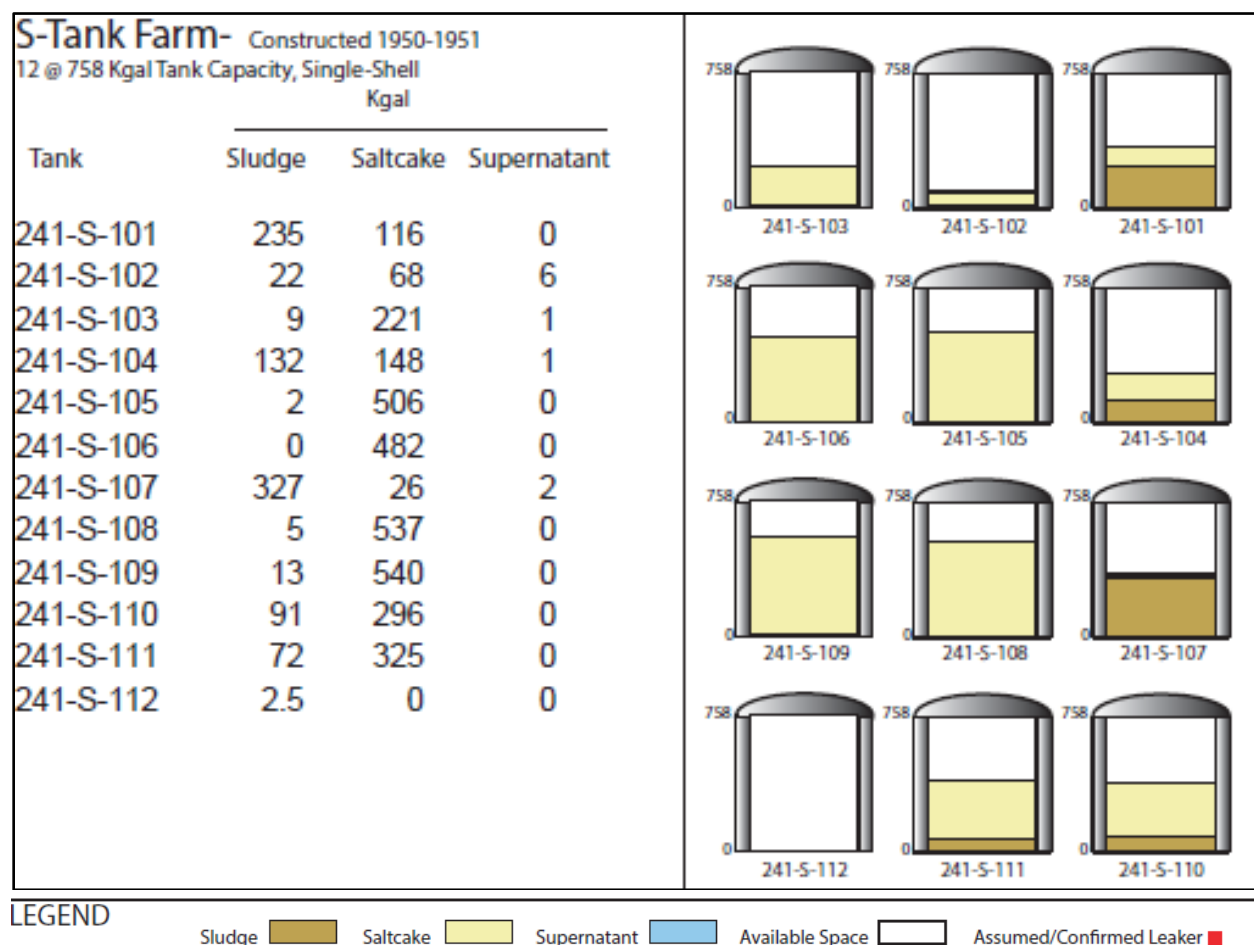 S-Tank Farm- Constructed 1950-1951
12 @ 758 Kgal Tank Capacity, Single-Shell
Kgal
Tank Sludge Saltcake Supernatant
241-S-101 235 116 0
241-S-102 22 68 6
241-S-103 9 221 1
241-S-104 132 148 1
241-S-105 2 506 0
241-S-106 0 482 0
241-S-107 327 26 2
241-S-108 5 537 0
241-S-109 13 540 0
241-S-110 91 296 0
241-S-111 72 325 0
241-S-112 2.5 0 0
758 758 758
0 0 0
241-S-103 241-S-102 241-S-101
758 758 758
0 0 0
241-S-106 241-S-105 241-S-104
758 758 758
0 0 0
241-S-109 241-S-108 241-S-107
758 758 758
0 0 0
241-S-112 241-S-111 241-S-110
LEGEND
Sludge Saltcake Supernatant Available Space Assumed/Confirmed Leaker